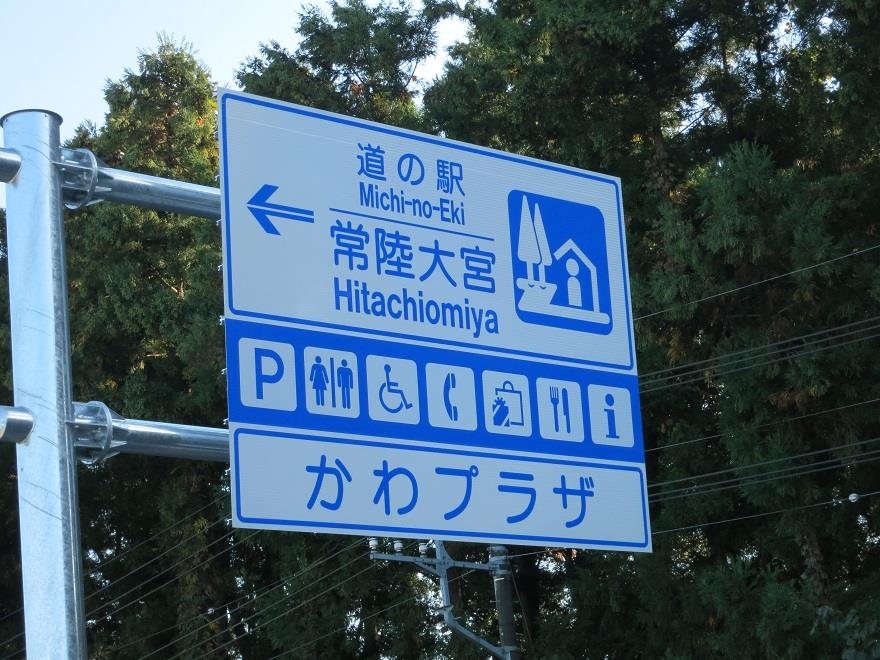 道の駅
Michi-no-Eki
常陸大宮
Hitachiomiya
P i
かわプラザ